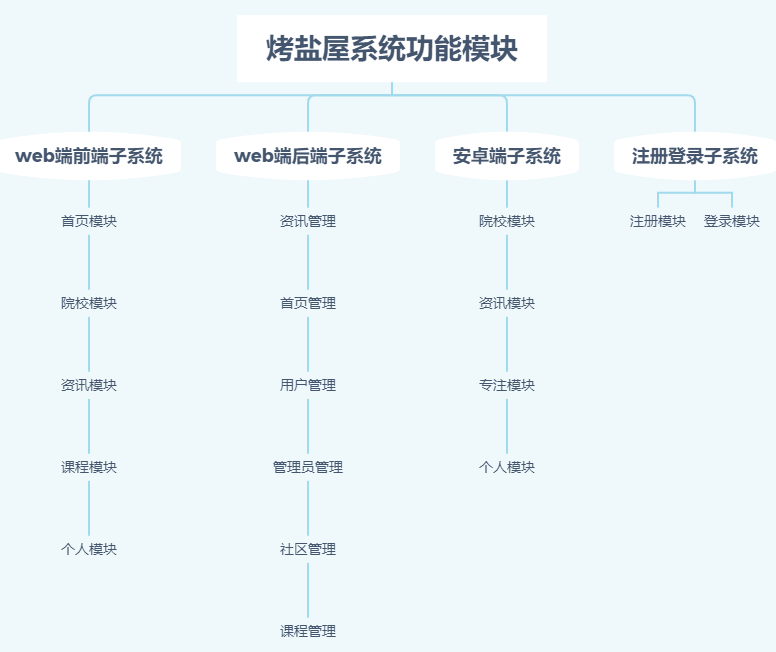 烤盐屋系统功能模块
web端前端子系统
web端后端子系统
安卓端子系统
注册登录子系统
首页模块
资讯管理
院校模块
注册模块
登录模块
院校模块
首页管理
资讯模块
资讯模块
用户管理
专注模块
课程模块
管理员管理
个人模块
个人模块
社区管理
课程管理